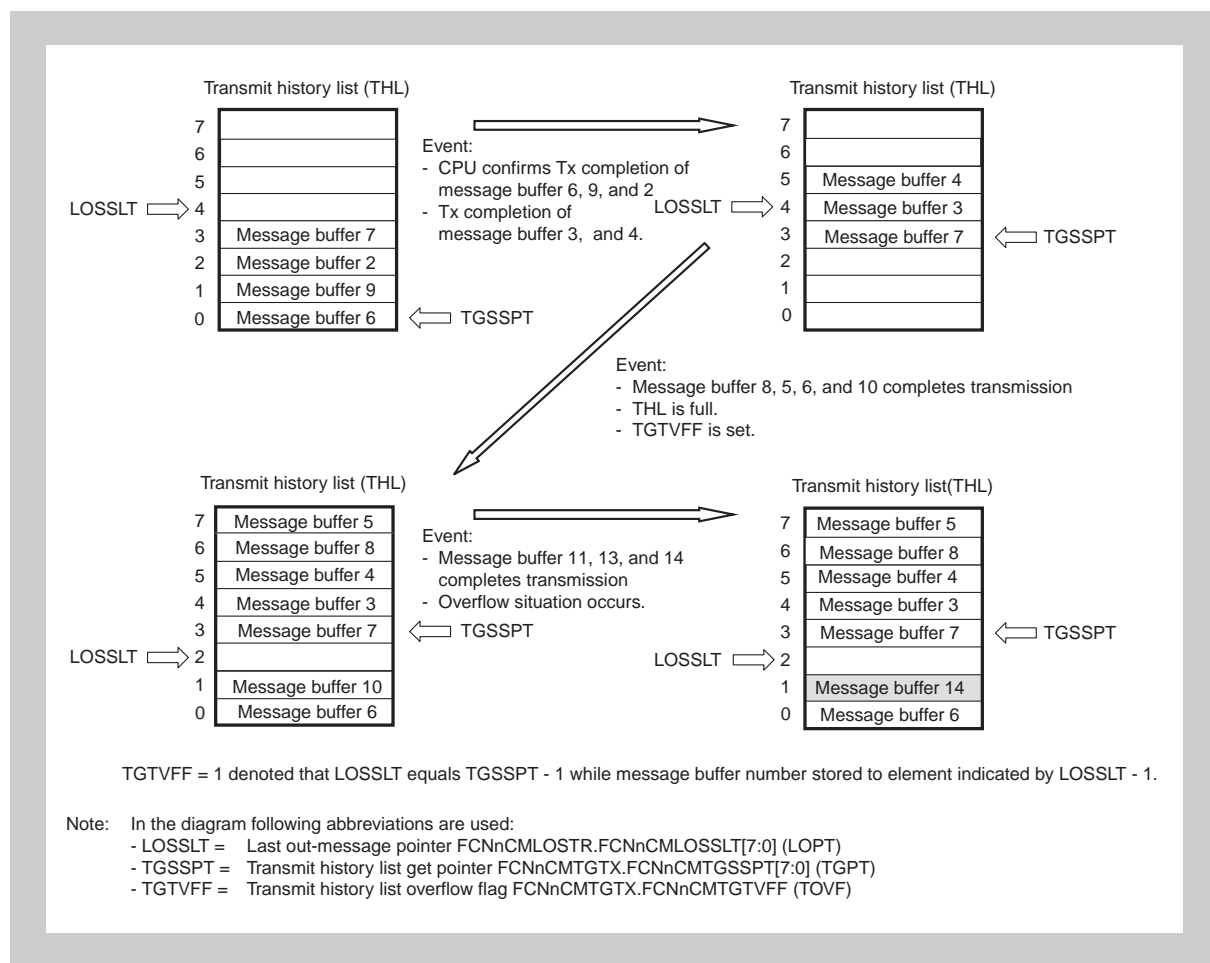 Transmit history list (THL)
7
6
5
LOSSLT 4
3 Message buffer 7
2 Message buffer 2
1 Message buffer 9
0 Message buffer 6
TGSSPT
Event:
- CPU confirms Tx completion of
message buffer 6, 9, and 2
- Tx completion of
message buffer 3, and 4.
Transmit history list (THL)
7
6
5 Message buffer 4
LOSSLT 4 Message buffer 3
3 Message buffer 7 TGSSPT
2
1
0
Event:
- Message buffer 8, 5, 6, and 10 completes transmission
- THL is full.
- TGTVFF is set.
Transmit history list (THL)
7 Message buffer 5
6 Message buffer 8
5 Message buffer 4
4 Message buffer 3
3 Message buffer 7 TGSSPT
LOSSLT 2
1 Message buffer 10
0 Message buffer 6
Event:
- Message buffer 11, 13, and 14
completes transmission
- Overflow situation occurs.
Transmit history list(THL)
7 Message buffer 5
6 Message buffer 8
5 Message buffer 4
4 Message buffer 3
3 Message buffer 7 TGSSPT
LOSSLT 2
1 Message buffer 14
0 Message buffer 6
TGTVFF = 1 denoted that LOSSLT equals TGSSPT - 1 while message buffer number stored to element indicated by LOSSLT - 1.
Note: In the diagram following abbreviations are used:
- LOSSLT = Last out-message pointer FCNnCMLOSTR.FCNnCMLOSSLT[7:0] (LOPT)
- TGSSPT = Transmit history list get pointer FCNnCMTGTX.FCNnCMTGSSPT[7:0] (TGPT)
- TGTVFF = Transmit history list overflow flag FCNnCMTGTX.FCNnCMTGTVFF (TOVF)